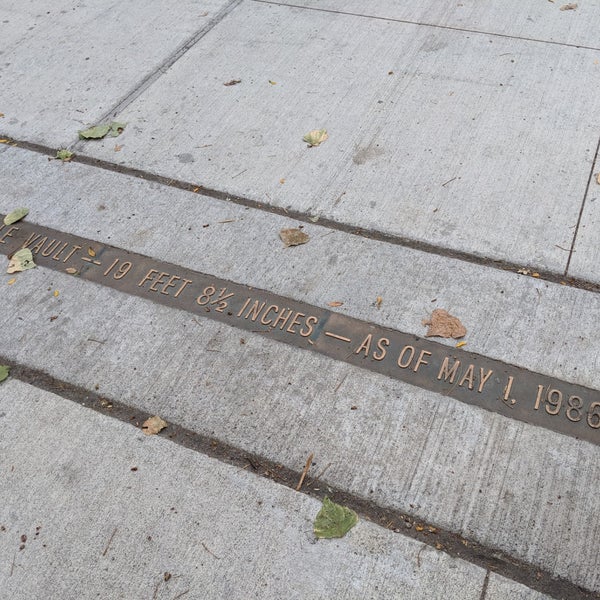 E VAULT – 19 FEET 8½ INCHES – AS OF MAY 1, 1986